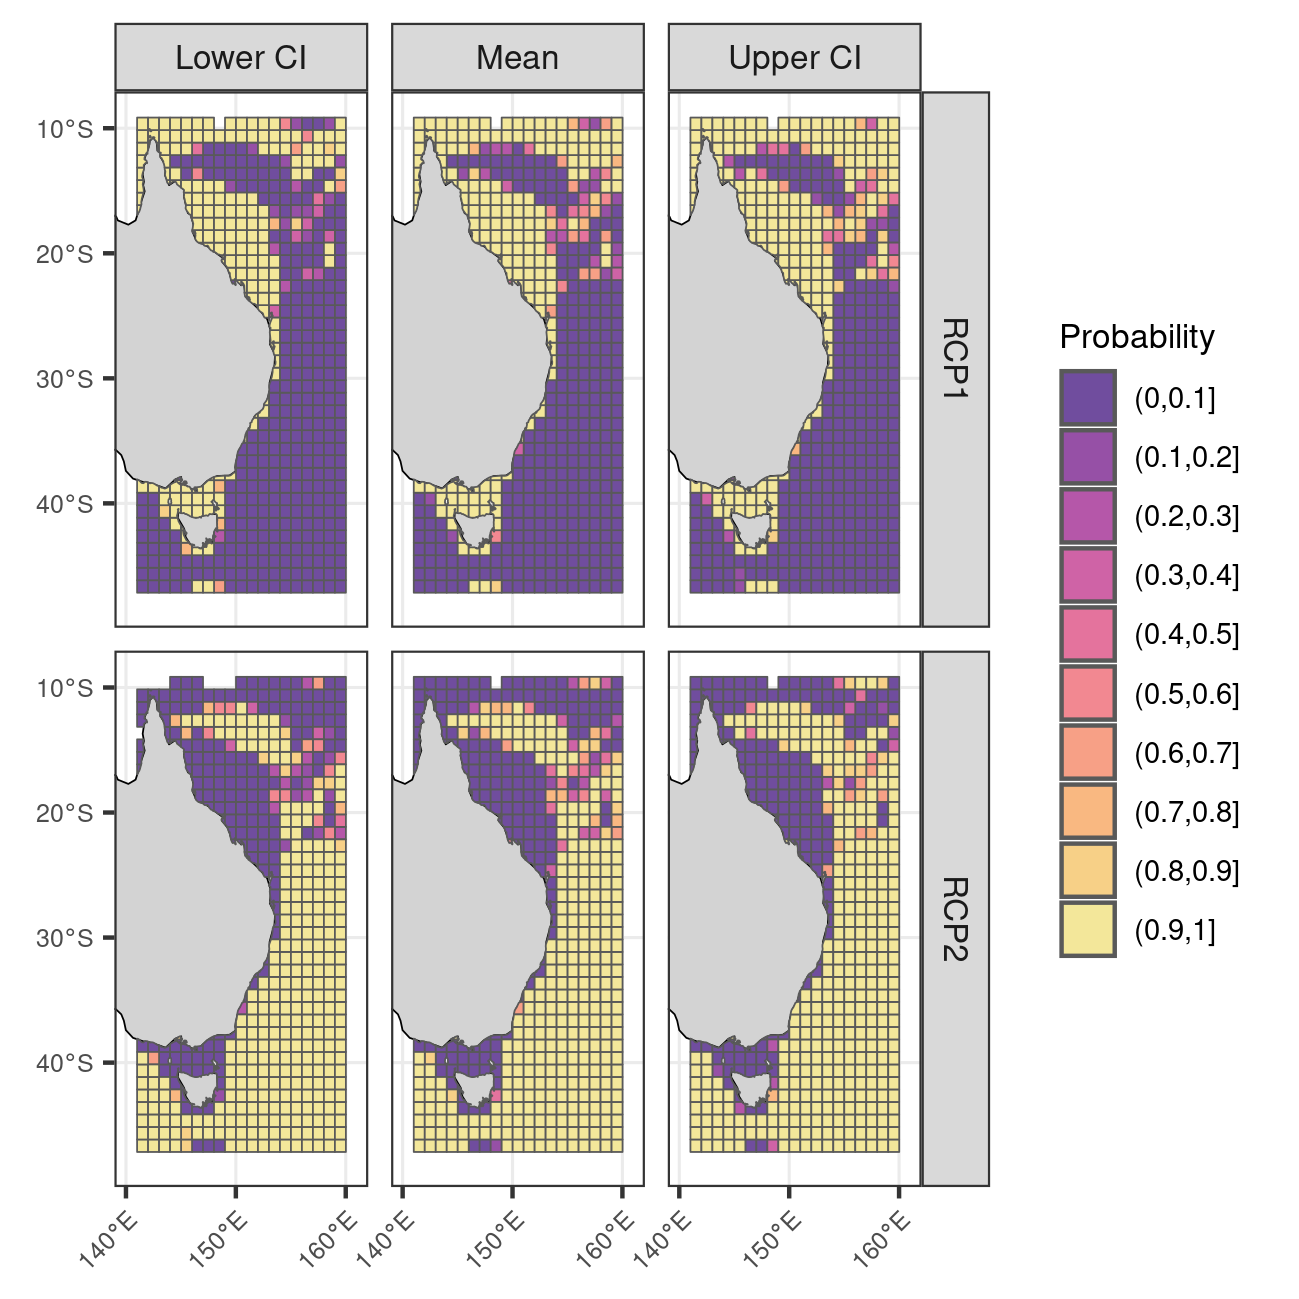 Lower CI
Mean
Upper CI
10°S
20°S
30°S
40°S
RCP1
10°S
20°S
30°S
40°S
RCP2
140°E
150°E
160°E
140°E
150°E
160°E
140°E
150°E
160°E
Probability
(0,0.1]
(0.1,0.2]
(0.2,0.3]
(0.3,0.4]
(0.4,0.5]
(0.5,0.6]
(0.6,0.7]
(0.7,0.8]
(0.8,0.9]
(0.9,1]